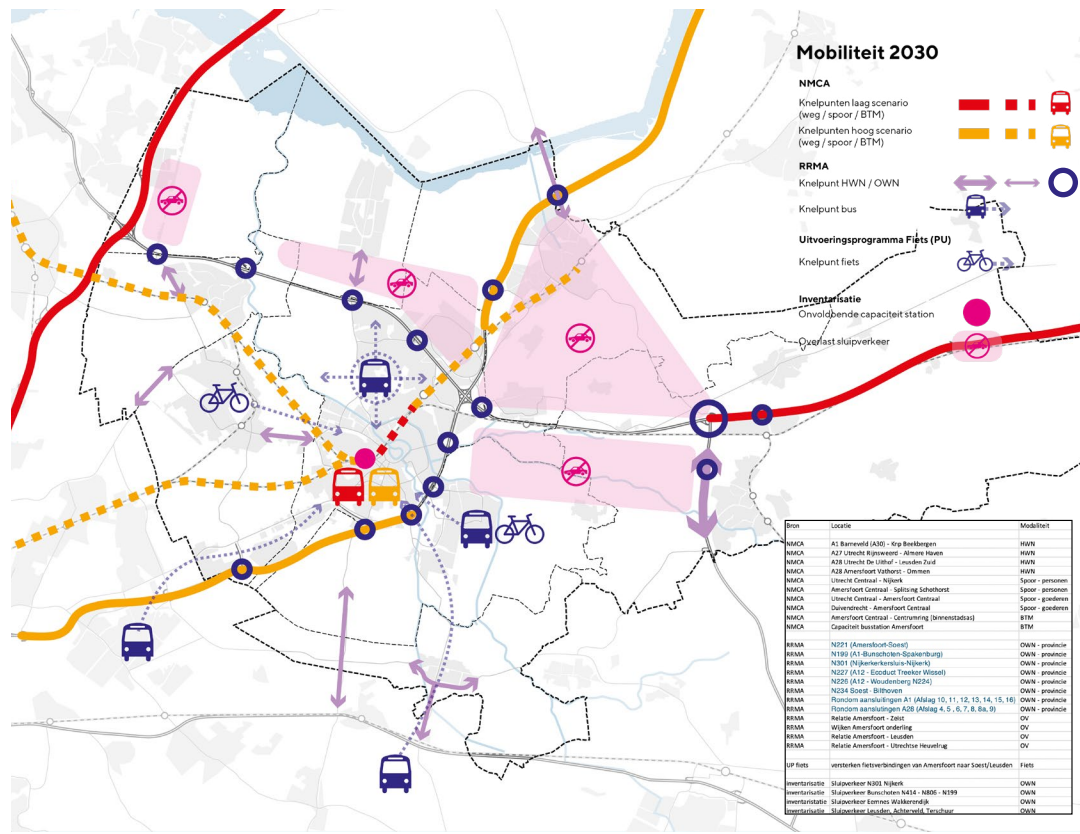 Mobiliteit 2030
NMCA
Knelpunten laag scenario
(weg / spoor / BTM)
Knelpunten hoog scenario
(weg / spoor / BTM)
RRMA
Knelpunt HWN / OWN
Knelpunt bus
Uitvoeringsprogramma Fiets (PU)
Knelpunt fiets
Inventarisatie
Onvoldoende capaciteit station
Overlast sluipverkeer
Bron Locatie Modaliteit
NMCA A1 Barneveld (A30) - Knp Beekbergen HWN
NMCA A27 Utrecht Rijnsweerd - Almere Haven HWN
NMCA A28 Utrecht De Uithof - Leusden Zuid HWN
NMCA A28 Amersfoort Vathorst - Ommen HWN
NMCA Utrecht Centraal - Nijkerk Spoor - personen
NMCA Amersfoort Centraal - Splitsing Schothorst Spoor - personen
NMCA Utrecht Centraal - Amersfoort Centraal Spoor - goederen
NMCA Duivendrecht - Amersfoort Centraal Spoor - goederen
NMCA Amersfoort Centraal - Centrumring (binnenstadsas) BTM
NMCA Capaciteit busstation Amersfoort BTM
RRMA N221 (Amersfoort-Soest) OWN - provincie
RRMA N199 (A1-Bunschoten-Spakenburg) OWN - provincie
RRMA N301 (Nijkerkerkersluis-Nijkerk) OWN - provincie
RRMA N227 (A12 - Ecoduct Treeker Wissel) OWN - provincie
RRMA N226 (A12 - Woudenberg N224) OWN - provincie
RRMA N234 Soest - Bilthoven OWN - provincie
RRMA Rondom aansluitingen A1 (Afslag 10, 11, 12, 13, 14, 15, 16) OWN - provincie
RRMA Rondom aansluitingen A28 (Afslag 4, 5 , 6, 7, 8, 8a, 9) OWN - provincie
RRMA Relatie Amersfoort - Zeist OV
RRMA Wijken Amersfoort onderling OV
RRMA Relatie Amersfoort - Leusden OV
RRMA Relatie Amersfoort - Utrechtse Heuvelrug OV
UP fiets versterken fietsverbindingen van Amersfoort naar Soest/Leusden Fiets
inventarisatie Sluipverkeer N301 Nijkerk OWN
inventarisatie Sluipverkeer Bunschoten N414 - N806 - N199 OWN
inventaristatie Sluipverkeer Eemnes Wakkerendijk OWN
inventarisatie Sluipverkeer Leusden, Achterveld, Terschuur OWN